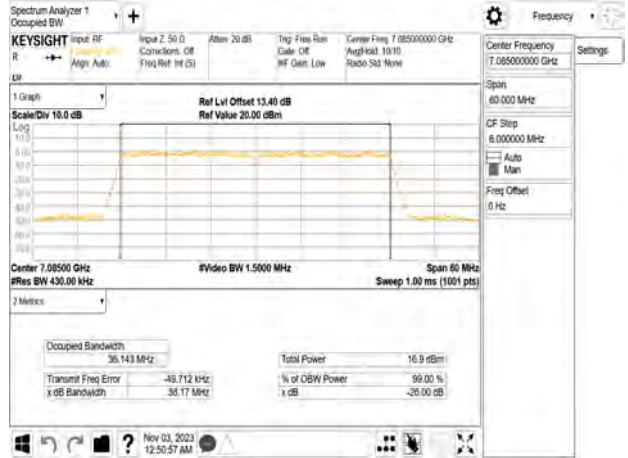 Spectrum Analyzer 1
Occupied BW
Frequency
KEYSIGHT Input: RF Input Z: 50 Ω Atten: 20 dB Trig: Free Run Center Freq: 7.085000000 GHz
R Corrections: Off Gate: Off Avg|Hold: 10/10
Align: Auto Freq Ref: Int (S) #IF Gain: Low Radio Std: None
Center Frequency
7.085000000 GHz
Settings
Span
60.000 MHz
CF Step
6.000000 MHz
Auto
Man
Freq Offset
0 Hz
1 Graph
Scale/Div 10.0 dB
Ref Lvl Offset 13.40 dB
Ref Value 20.00 dBm
Log
10.0
0.00
Center 7.08500 GHz #Video BW 1.5000 MHz Span 60 MHz
#Res BW 430.00 kHz Sweep 1.00 ms (1001 pts)
2 Metrics
Occupied Bandwidth
36.143 MHz
Total Power 16.9 dBm
Transmit Freq Error -49.712 kHz % of OBW Power 99.00 %
x dB Bandwidth 38.17 MHz x dB -26.00 dB
Nov 03, 2023
12:50:57 AM